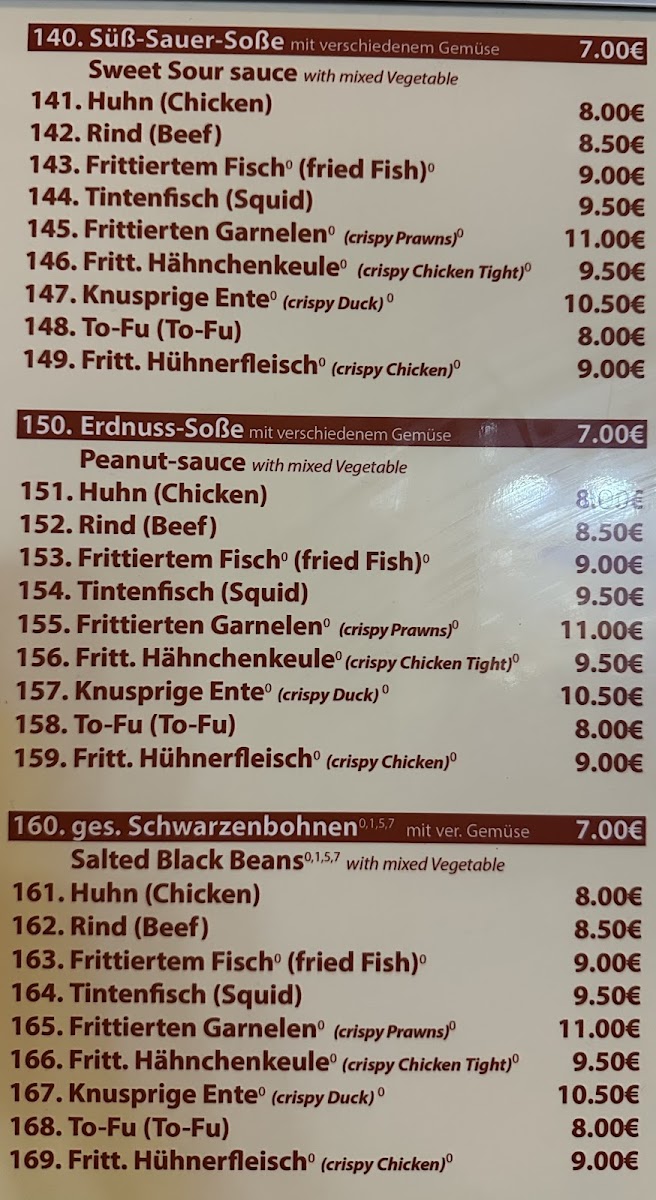 140. Süß-Sauer-Soße mit verschiedenem Gemüse 7.00€
Sweet Sour sauce with mixed Vegetable
141. Huhn (Chicken) 8.00€
142. Rind (Beef) 8.50€
143. Frittiertem Fisch⁰ (fried Fish)⁰ 9.00€
144. Tintenfisch (Squid) 9.50€
145. Frittierten Garnelen⁰ (crispy Prawns)⁰ 11.00€
146. Fritt. Hähnchenkeule⁰ (crispy Chicken Tight)⁰ 9.50€
147. Knusprige Ente⁰ (crispy Duck) ⁰ 10.50€
148. To-Fu (To-Fu) 8.00€
149. Fritt. Hühnerfleisch⁰ (crispy Chicken)⁰ 9.00€
150. Erdnuss-Soße mit verschiedenem Gemüse 7.00€
Peanut-sauce with mixed Vegetable
151. Huhn (Chicken) 8.00€
152. Rind (Beef) 8.50€
153. Frittiertem Fisch⁰ (fried Fish)⁰ 9.00€
154. Tintenfisch (Squid) 9.50€
155. Frittierten Garnelen⁰ (crispy Prawns)⁰ 11.00€
156. Fritt. Hähnchenkeule⁰ (crispy Chicken Tight)⁰ 9.50€
157. Knusprige Ente⁰ (crispy Duck) ⁰ 10.50€
158. To-Fu (To-Fu) 8.00€
159. Fritt. Hühnerfleisch⁰ (crispy Chicken)⁰ 9.00€
160. ges. Schwarzenbohnen⁰,¹,⁵,⁷ mit ver. Gemüse 7.00€
Salted Black Beans⁰,¹,⁵,⁷ with mixed Vegetable
161. Huhn (Chicken) 8.00€
162. Rind (Beef) 8.50€
163. Frittiertem Fisch⁰ (fried Fish)⁰ 9.00€
164. Tintenfisch (Squid) 9.50€
165. Frittierten Garnelen⁰ (crispy Prawns)⁰ 11.00€
166. Fritt. Hähnchenkeule⁰ (crispy Chicken Tight)⁰ 9.50€
167. Knusprige Ente⁰ (crispy Duck) ⁰ 10.50€
168. To-Fu (To-Fu) 8.00€
169. Fritt. Hühnerfleisch⁰ (crispy Chicken)⁰ 9.00€